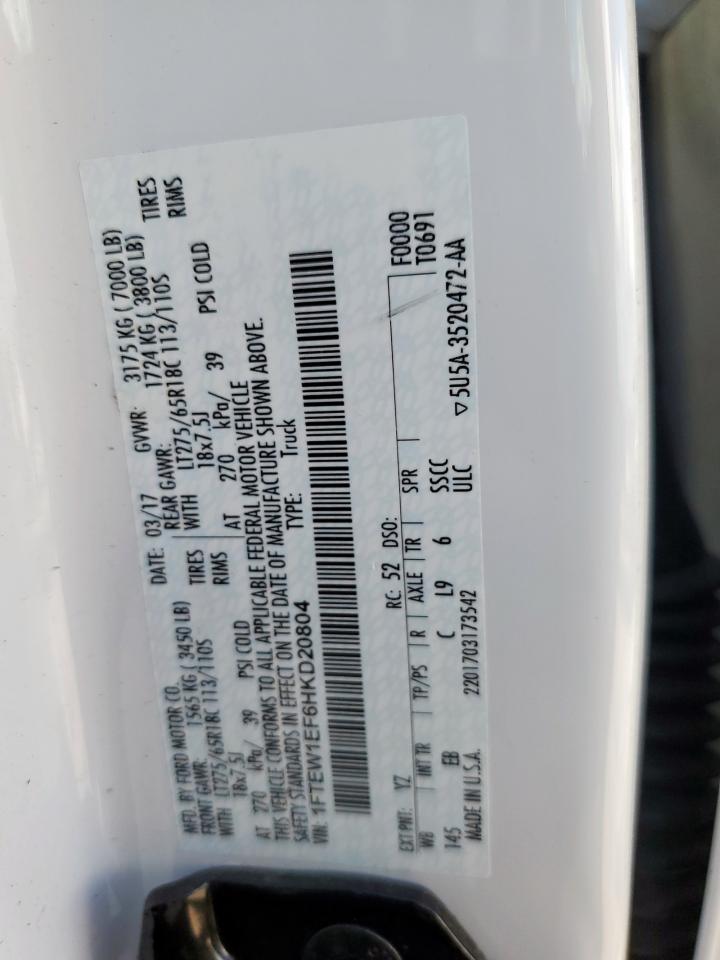 MFD. BY FORD MOTOR CO.
DATE: 03/17 GVWR: 3175 KG ( 7000 LB)
FRONT GAWR: 1565 KG ( 3450 LB) REAR GAWR: 1724 KG ( 3800 LB)
WITH LT275/65R18C 113/110S TIRES WITH LT275/65R18C 113/110S TIRES
18x7.5J RIMS 18x7.5J RIMS
AT 270 kPa/ 39 PSI COLD AT 270 kPa/ 39 PSI COLD
THIS VEHICLE CONFORMS TO ALL APPLICABLE FEDERAL MOTOR VEHICLE
SAFETY STANDARDS IN EFFECT ON THE DATE OF MANUFACTURE SHOWN ABOVE.
VIN: 1FTEW1EF6HKD20804 TYPE: Truck
EXT PNT: YZ RC: 52 DSO: F0000
WB INT TR TP/PS R AXLE TR SPR T0691
145 EB C L9 6 SSCC
ULC
MADE IN U.S.A. 2201703173542 ▽5U5A-3520472-AA